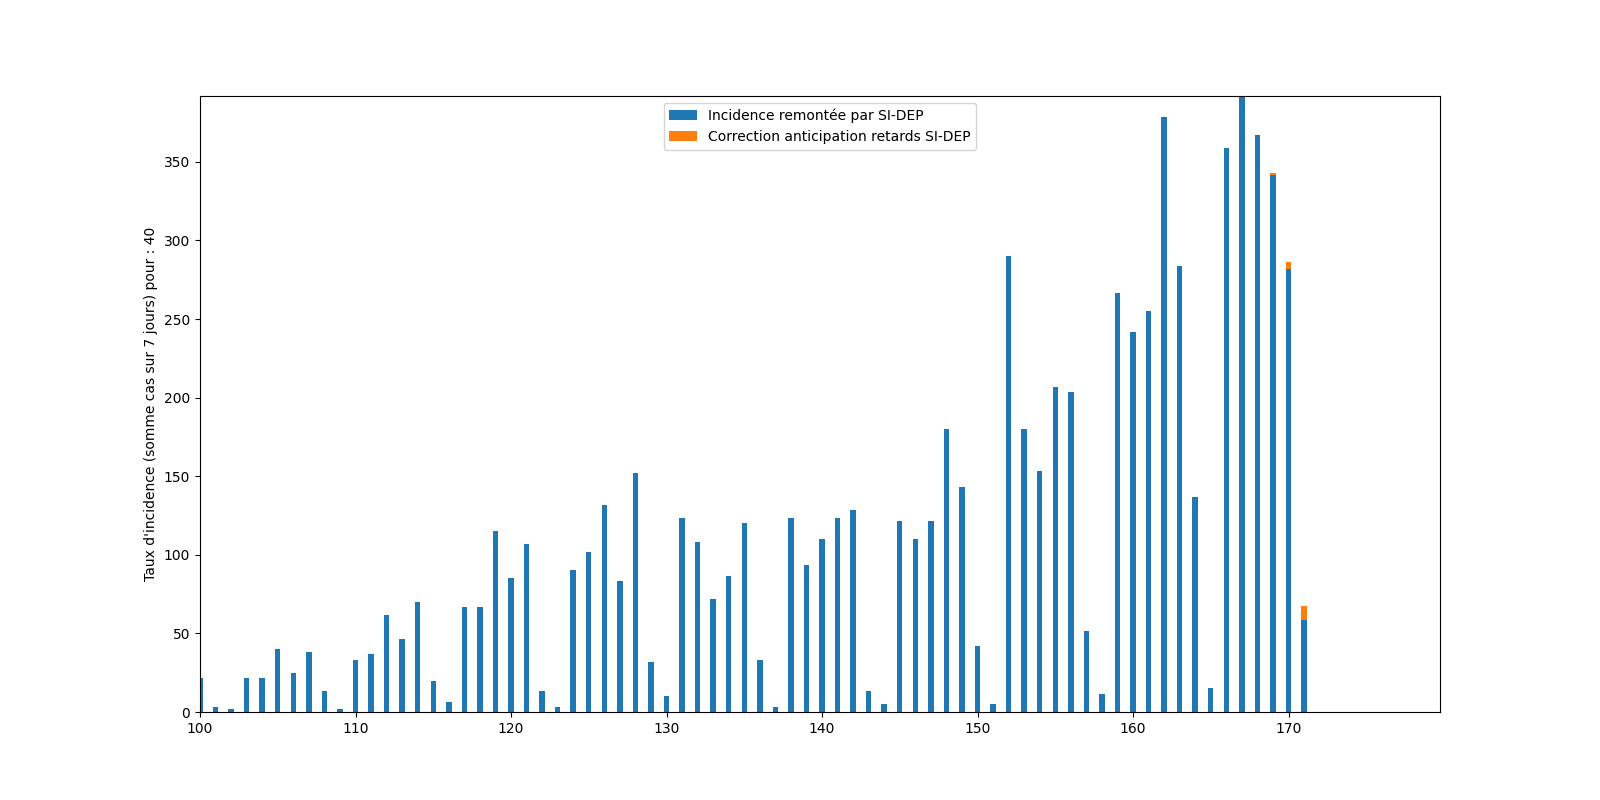 Incidence remontée par SI-DEP
Correction anticipation retards SI-DEP
Taux d'incidence (somme cas sur 7 jours) pour : 40
350
300
250
200
150
100
50
0
100 110 120 130 140 150 160 170